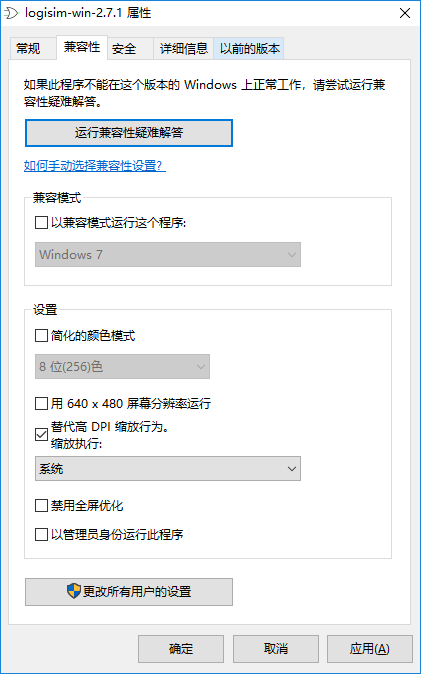 logisim-win-2.7.1 属性
常规 兼容性 安全 详细信息 以前的版本
如果此程序不能在这个版本的 Windows 上正常工作，请尝试运行兼
容性疑难解答。
运行兼容性疑难解答
如何手动选择兼容性设置?
兼容模式
以兼容模式运行这个程序:
Windows 7
设置
简化的颜色模式
8 位(256)色
用 640 x 480 屏幕分辨率运行
替代高 DPI 缩放行为。
缩放执行:
系统
禁用全屏优化
以管理员身份运行此程序
更改所有用户的设置
确定 取消 应用(A)